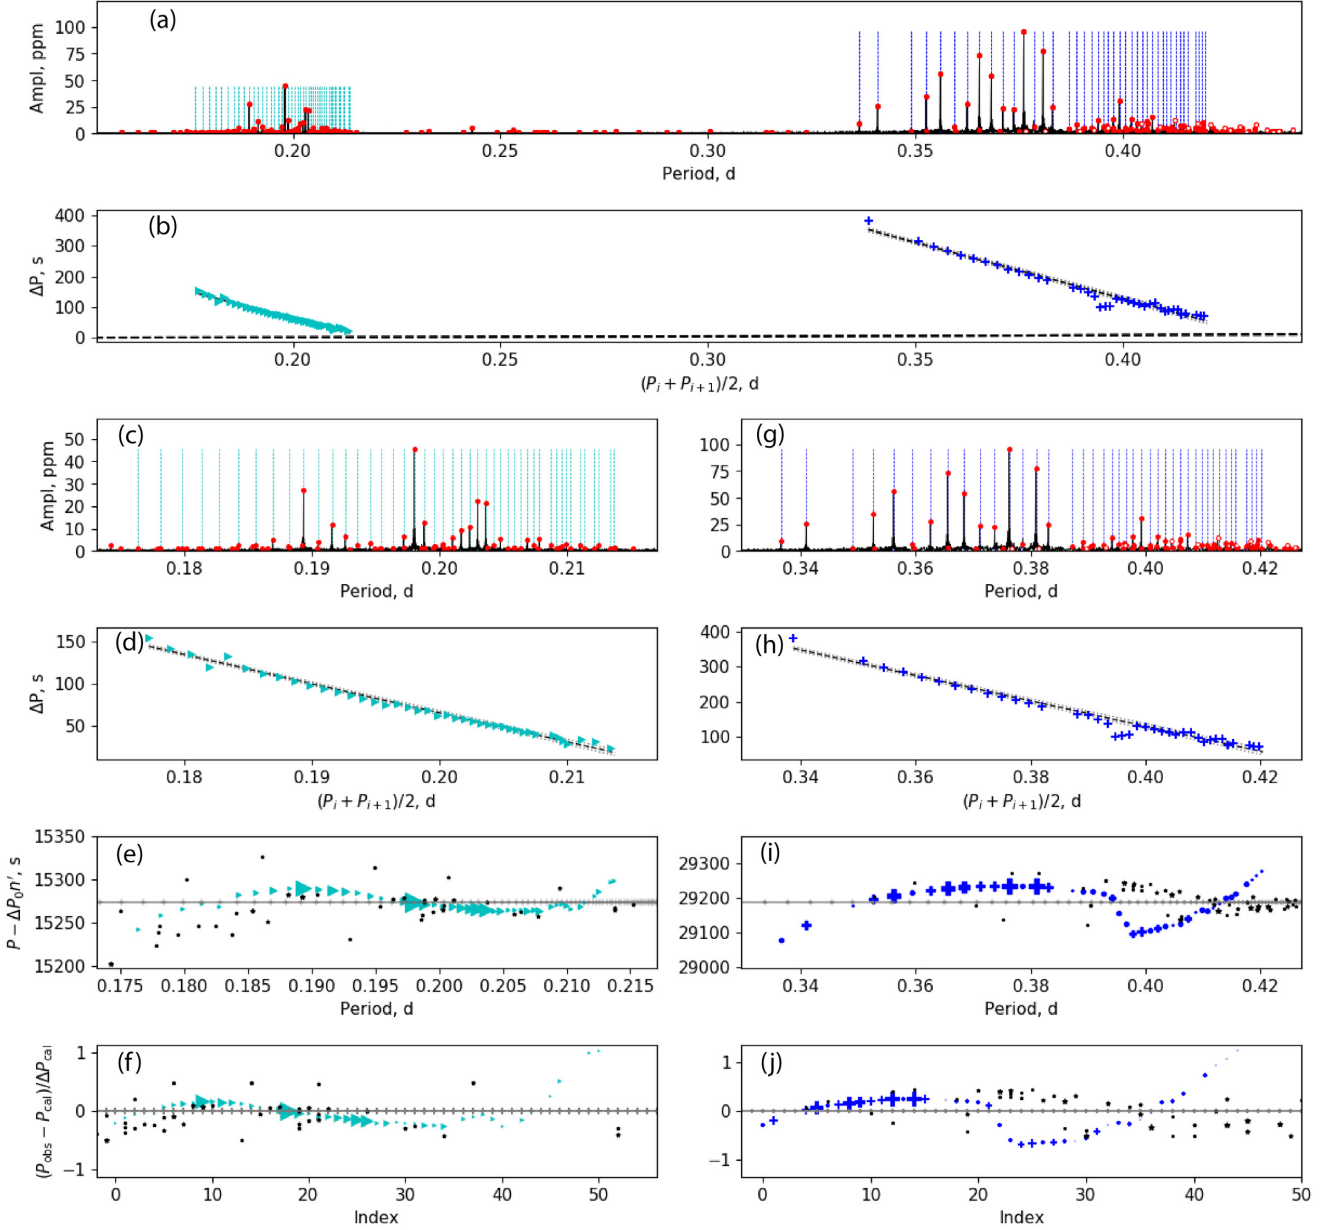 (a)
Ampl, ppm
100
75
50
25
0
0.20 0.25 0.30 0.35 0.40
Period, d
(b)
ΔP, s
400
300
200
100
0
0.20 0.25 0.30 0.35 0.40
(P_i + P_{i+1})/2, d
(c)
Ampl, ppm
50
40
30
20
10
0
0.18 0.19 0.20 0.21
Period, d
(g)
100
75
50
25
0
0.34 0.36 0.38 0.40 0.42
Period, d
(d)
ΔP, s
150
100
50
0.18 0.19 0.20 0.21
(P_i + P_{i+1})/2, d
(h)
400
300
200
100
0.34 0.36 0.38 0.40 0.42
(P_i + P_{i+1})/2, d
(e)
P − ΔP_0n′, s
15350
15300
15250
15200
0.175 0.180 0.185 0.190 0.195 0.200 0.205 0.210 0.215
Period, d
(i)
29300
29200
29100
29000
0.34 0.36 0.38 0.40 0.42
Period, d
(f)
(P_obs − P_cal)/ΔP_cal
1
0
−1
0 10 20 30 40 50
Index
(j)
1
0
−1
0 10 20 30 40 50
Index